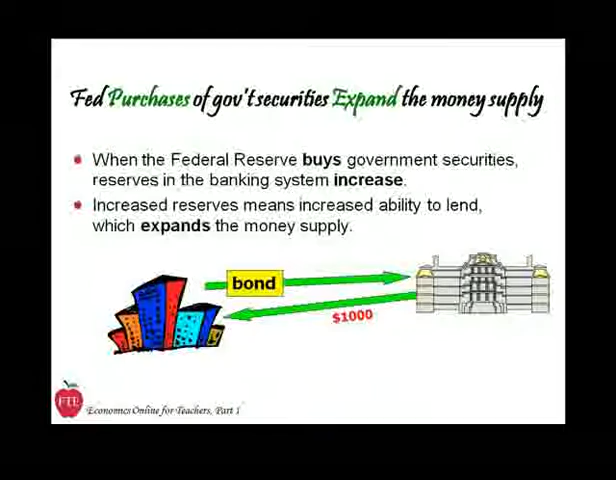 Fed Purchases of gov't securities Expand the money supply
When the Federal Reserve buys government securities,
reserves in the banking system increase.
Increased reserves means increased ability to lend,
which expands the money supply.
bond
$1000
FTE
Economics Online for Teachers, Part 1